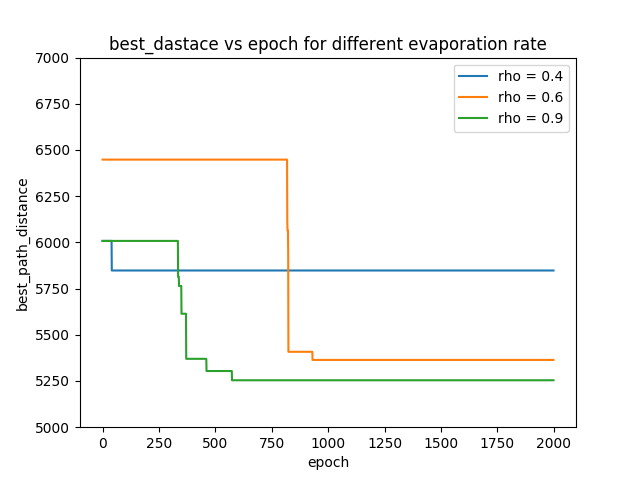 best_dastace vs epoch for different evaporation rate
rho = 0.4
rho = 0.6
rho = 0.9
best_path_distance
7000
6750
6500
6250
6000
5750
5500
5250
5000
0 250 500 750 1000 1250 1500 1750 2000
epoch